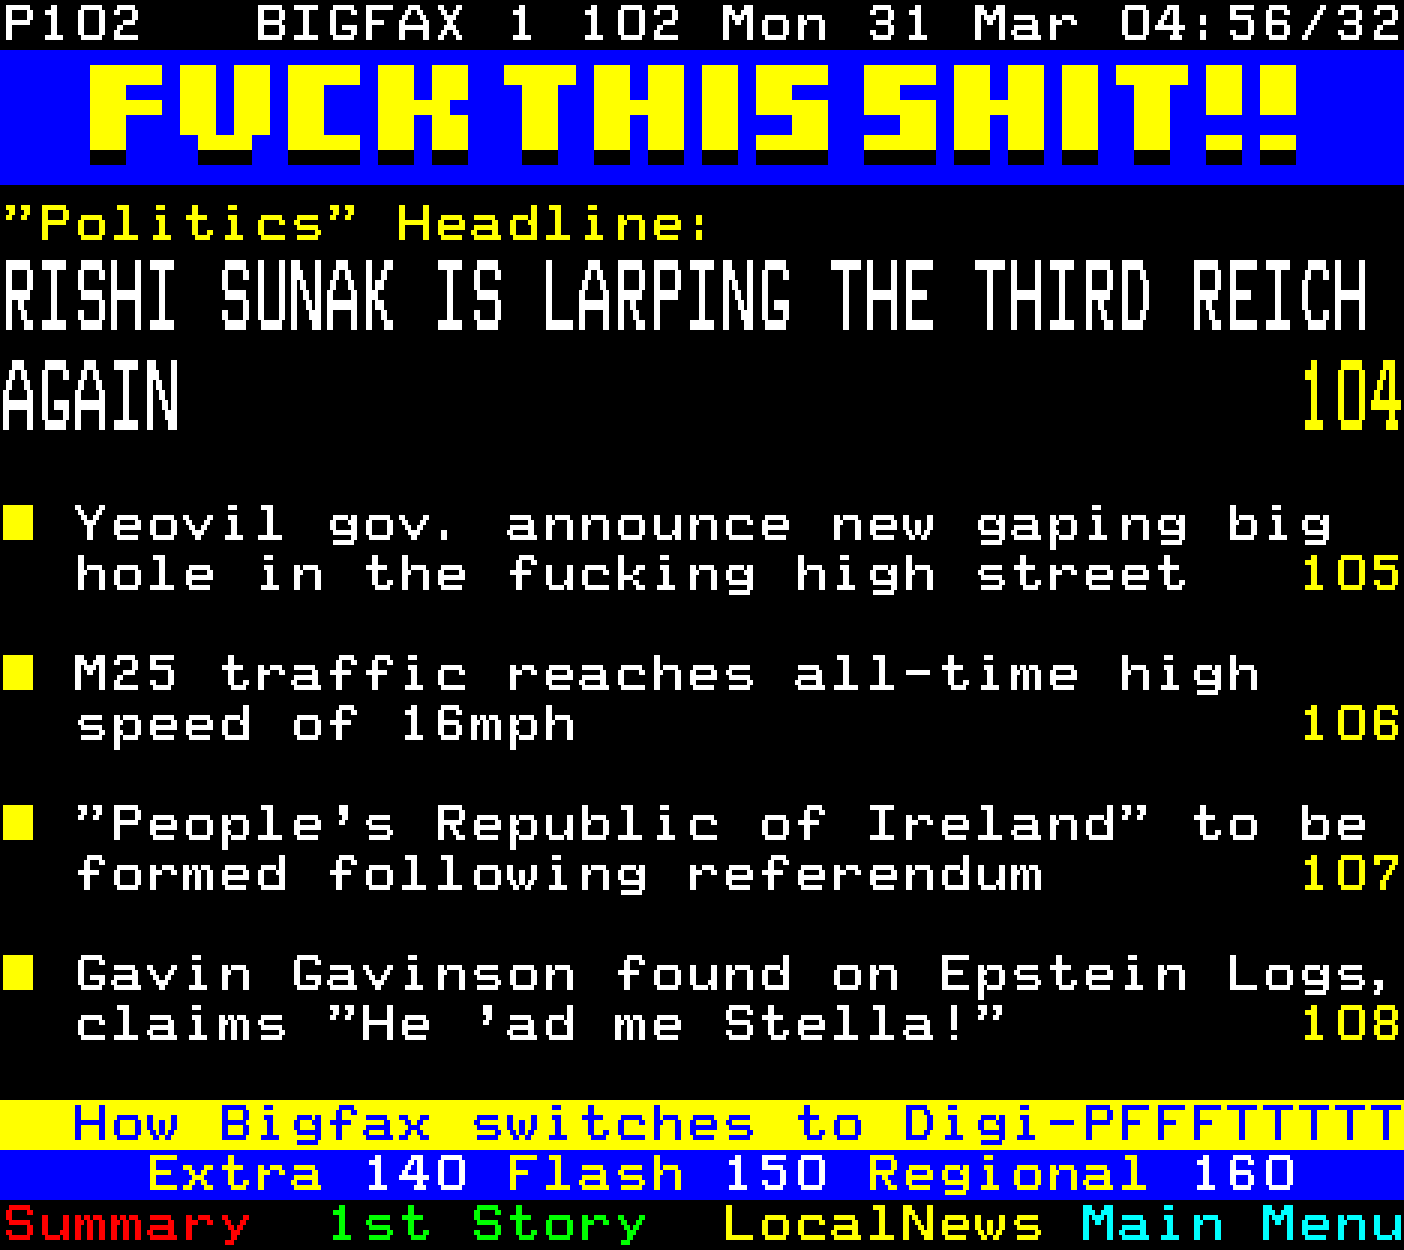 P102 BIGFAX 1 102 Mon 31 Mar 04:56/32
FUCK THIS SHIT!!
"Politics" Headline:
RISHI SUNAK IS LARPING THE THIRD REICH
AGAIN 104
Yeovil gov. announce new gaping big
hole in the fucking high street 105
M25 traffic reaches all-time high
speed of 16mph 106
"People's Republic of Ireland" to be
formed following referendum 107
Gavin Gavinson found on Epstein Logs,
claims "He 'ad me Stella!" 108
How Bigfax switches to Digi-PFFFTTTTT
Extra 140 Flash 150 Regional 160
Summary 1st Story LocalNews Main Menu